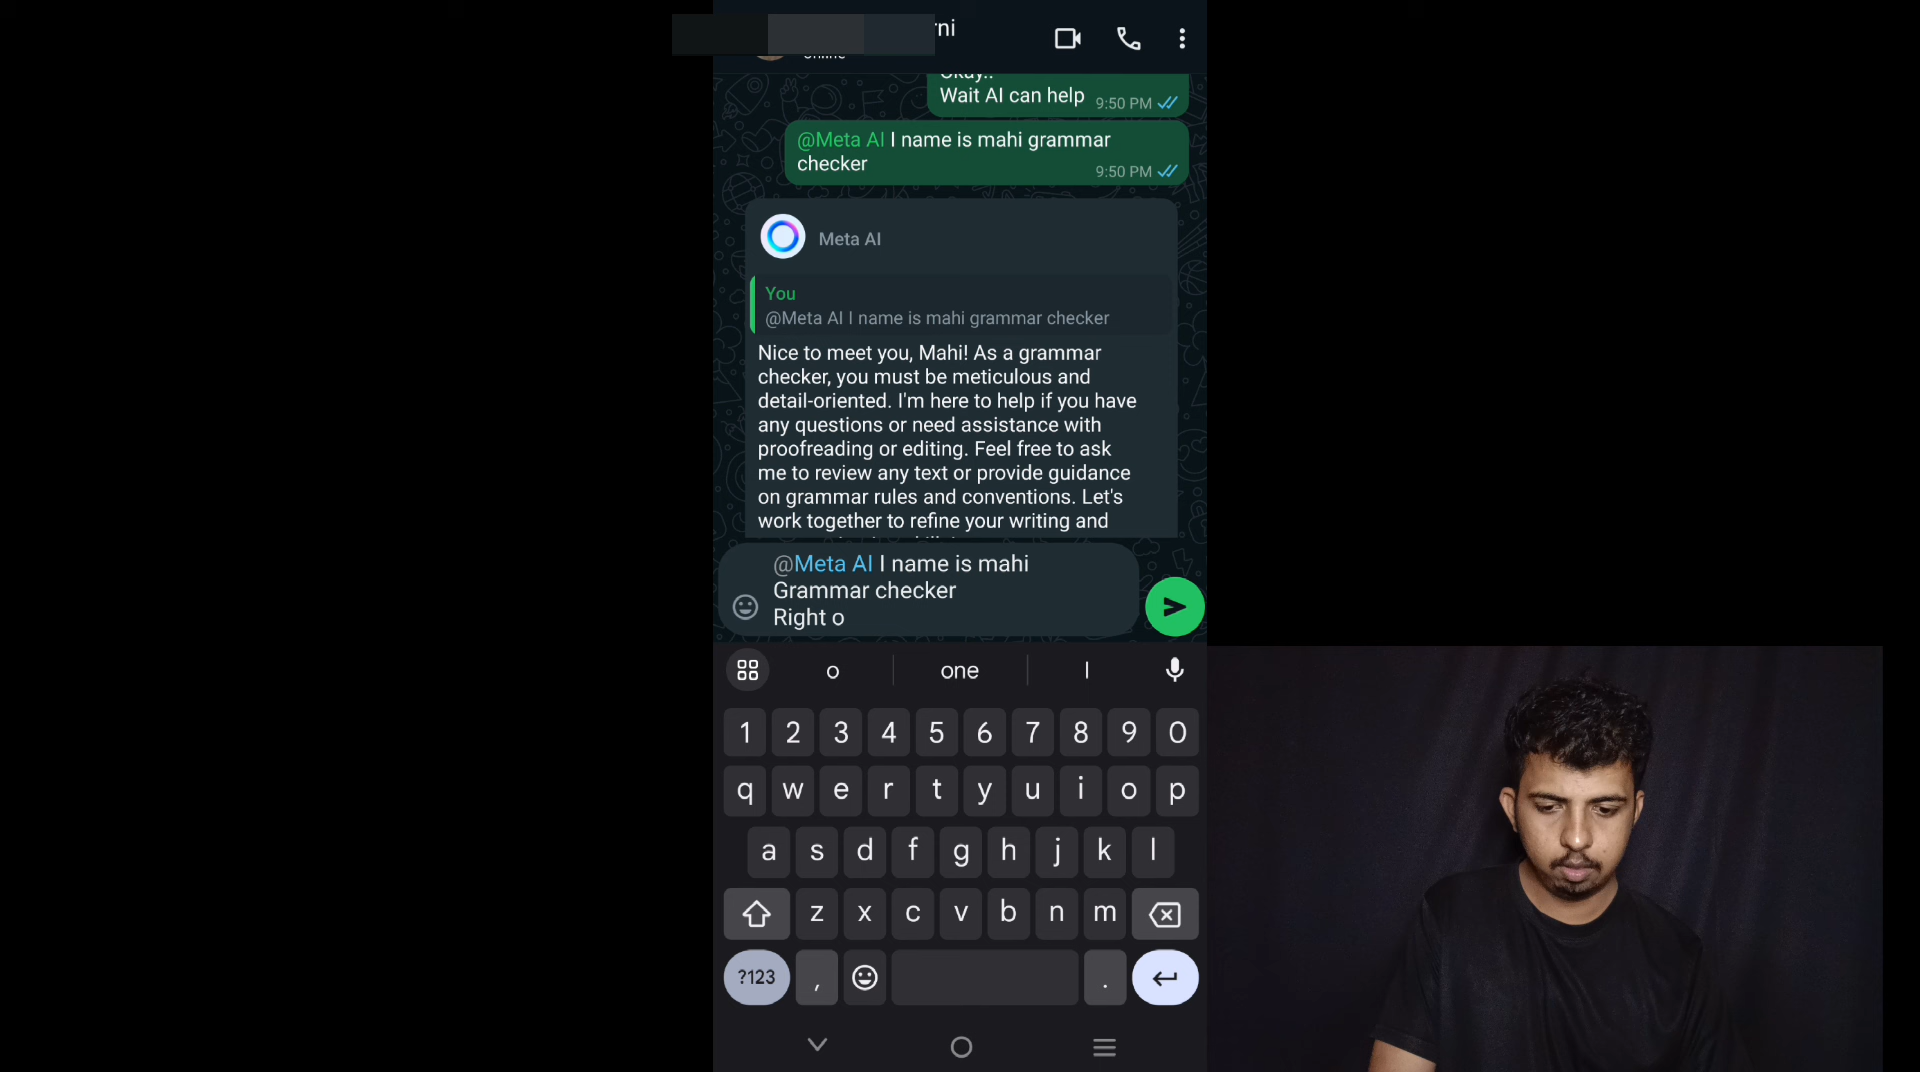 rni
Online
Okay..
Wait AI can help 9:50 PM
@Meta AI I name is mahi grammar
checker 9:50 PM
Meta AI
You
@Meta AI I name is mahi grammar checker
Nice to meet you, Mahi! As a grammar
checker, you must be meticulous and
detail-oriented. I'm here to help if you have
any questions or need assistance with
proofreading or editing. Feel free to ask
me to review any text or provide guidance
on grammar rules and conventions. Let's
work together to refine your writing and
@Meta AI I name is mahi
Grammar checker
Right o
o one I
1 2 3 4 5 6 7 8 9 0
q w e r t y u i o p
a s d f g h j k l
z x c v b n m
?123 , .